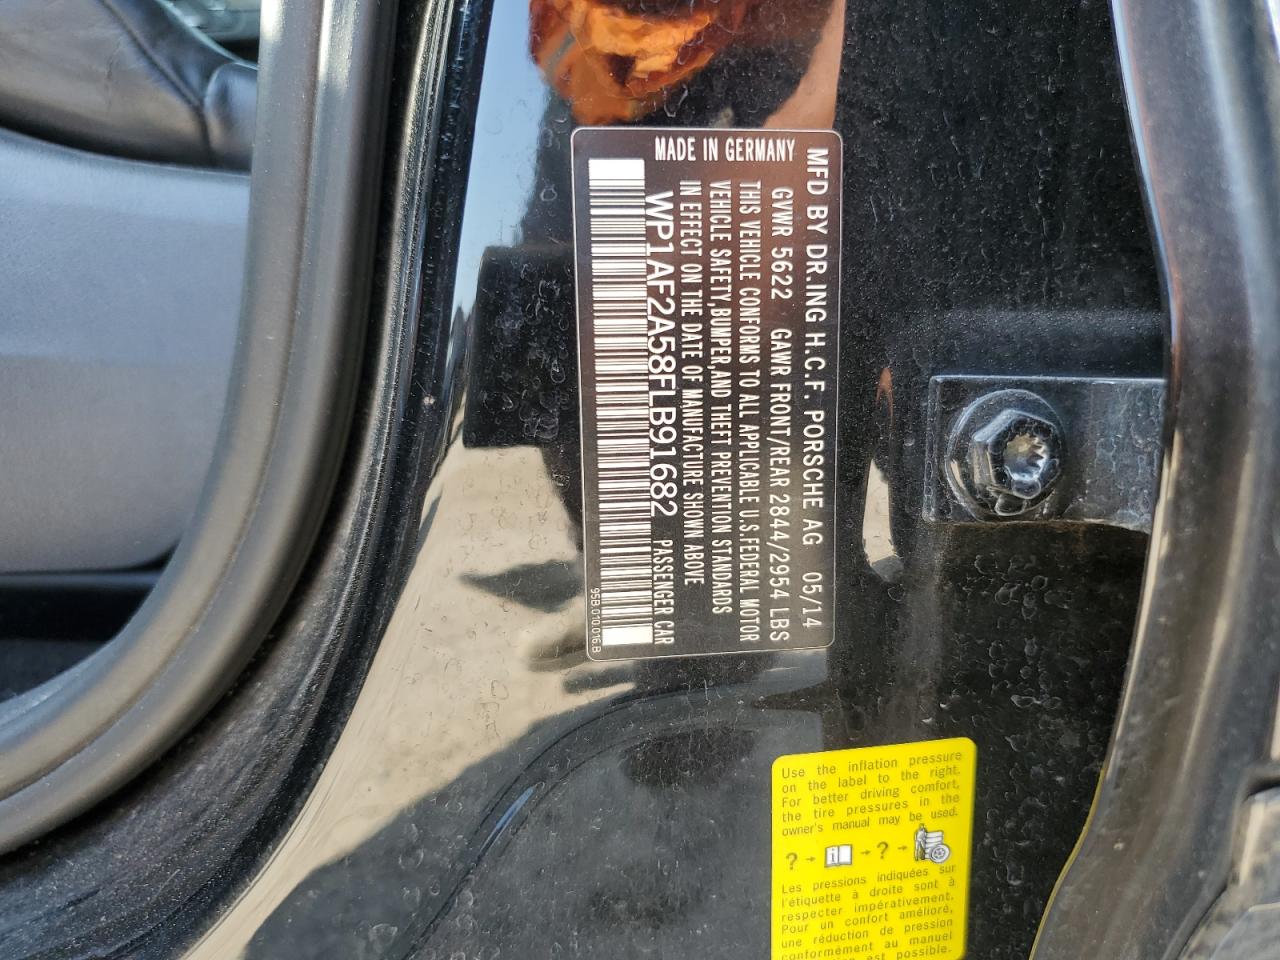 MFD BY DR.ING H.C.F. PORSCHE AG 05/14
MADE IN GERMANY
GVWR 5622 GAWR FRONT/REAR 2844/2954 LBS
THIS VEHICLE CONFORMS TO ALL APPLICABLE U.S.FEDERAL MOTOR
VEHICLE SAFETY,BUMPER,AND THEFT PREVENTION STANDARDS
IN EFFECT ON THE DATE OF MANUFACTURE SHOWN ABOVE
WP1AF2A58FLB91682 PASSENGER CAR
95B.010.016.B
Use the inflation pressure
on the label to the right.
For better driving comfort,
the tire pressures in the
owner's manual may be used.
? - i - ? -
Les pressions indiquées sur
l'étiquette à droite sont à
respecter impérativement.
Pour un confort amélioré,
une réduction de pression
conformément au manuel
est possible.